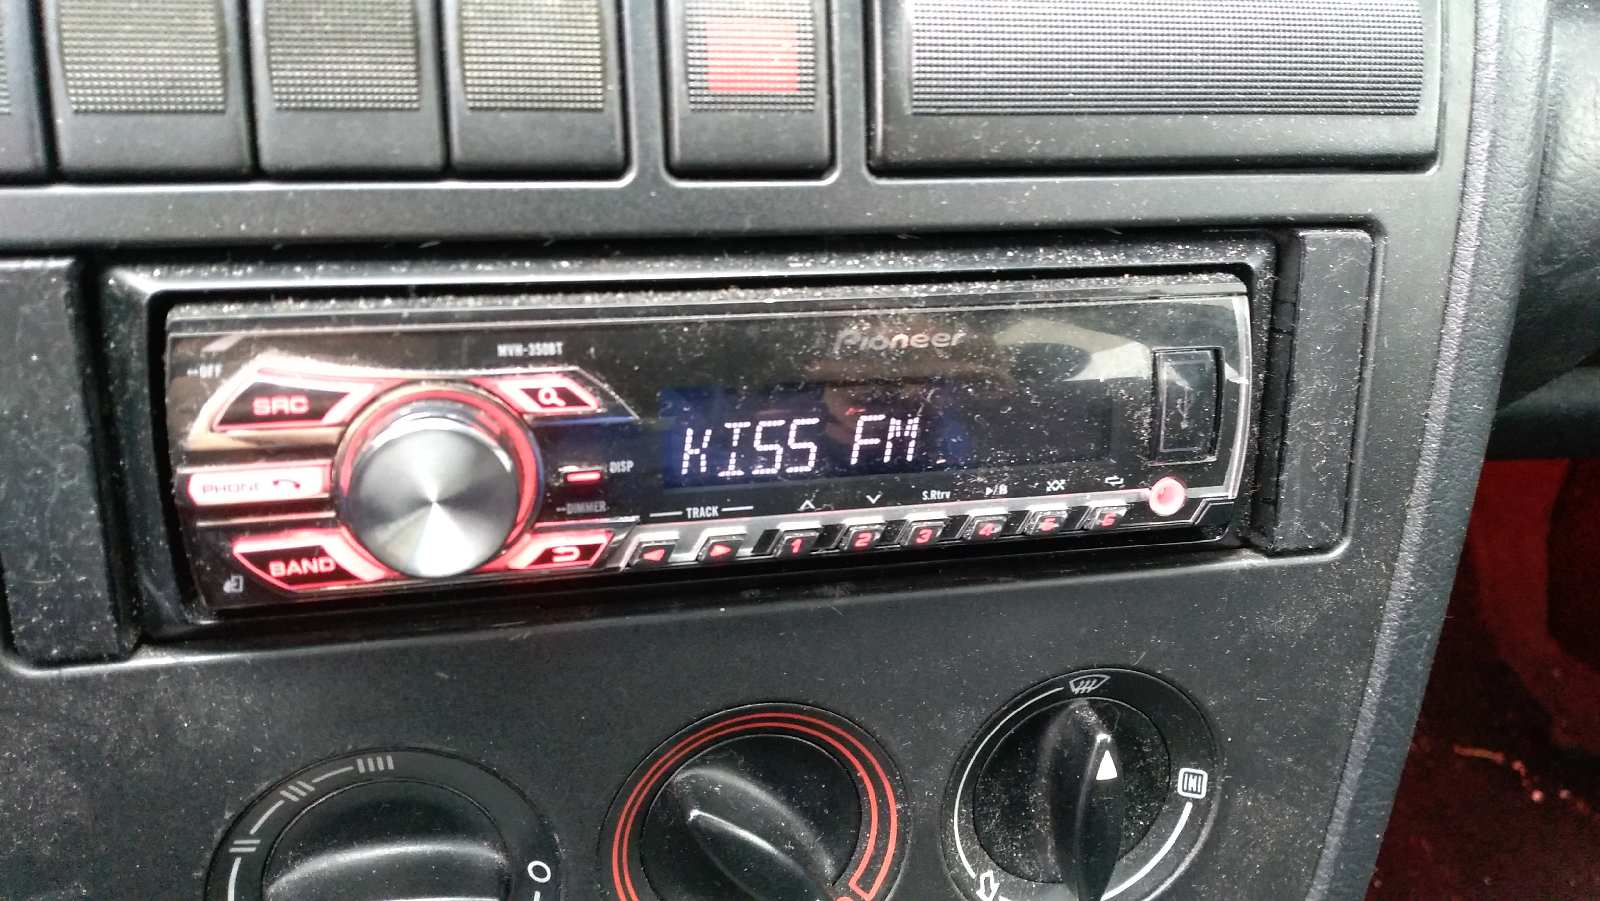 MVH-350BT
Pioneer
OFF
SRC
PHONE
DISP
KISS FM
DIMMER
TRACK
S.Rtrv
▶/II
BAND
1 2 3 4 5 6
O